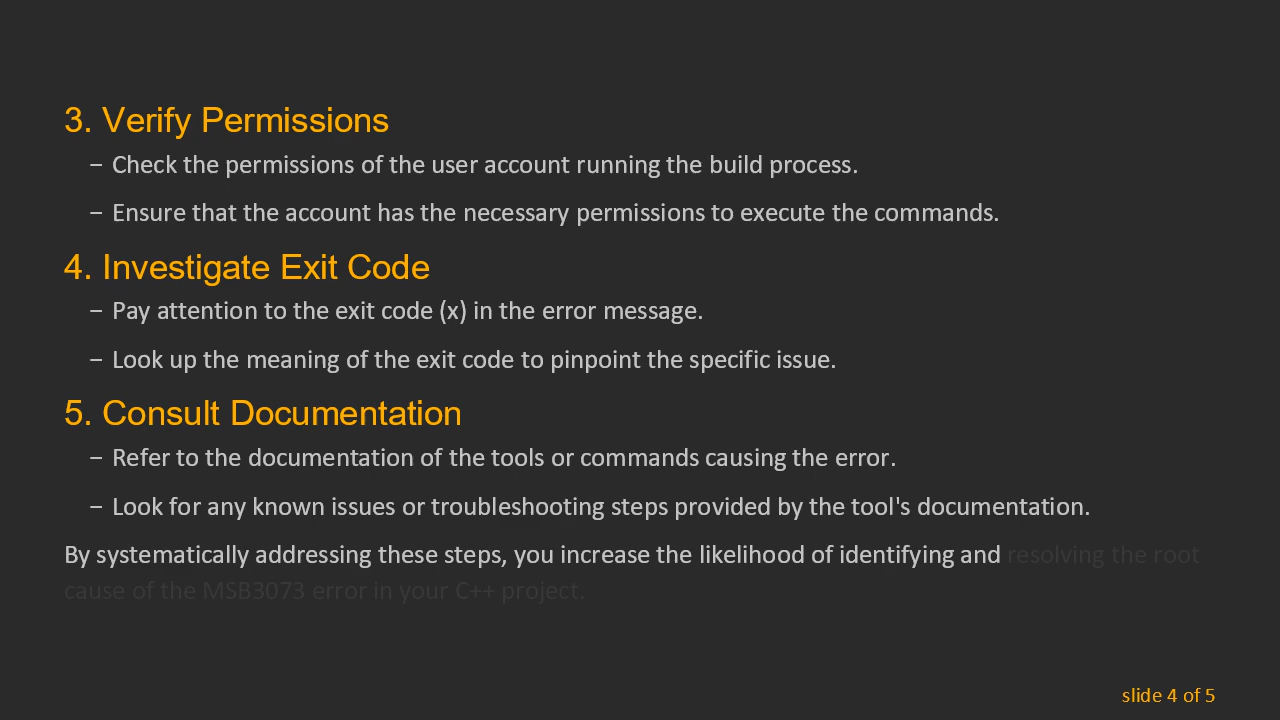 3. Verify Permissions
− Check the permissions of the user account running the build process.
− Ensure that the account has the necessary permissions to execute the commands.
4. Investigate Exit Code
− Pay attention to the exit code (x) in the error message.
− Look up the meaning of the exit code to pinpoint the specific issue.
5. Consult Documentation
− Refer to the documentation of the tools or commands causing the error.
− Look for any known issues or troubleshooting steps provided by the tool's documentation.
By systematically addressing these steps, you increase the likelihood of identifying and resolving the root
cause of the MSB3073 error in your C++ project.
slide 4 of 5